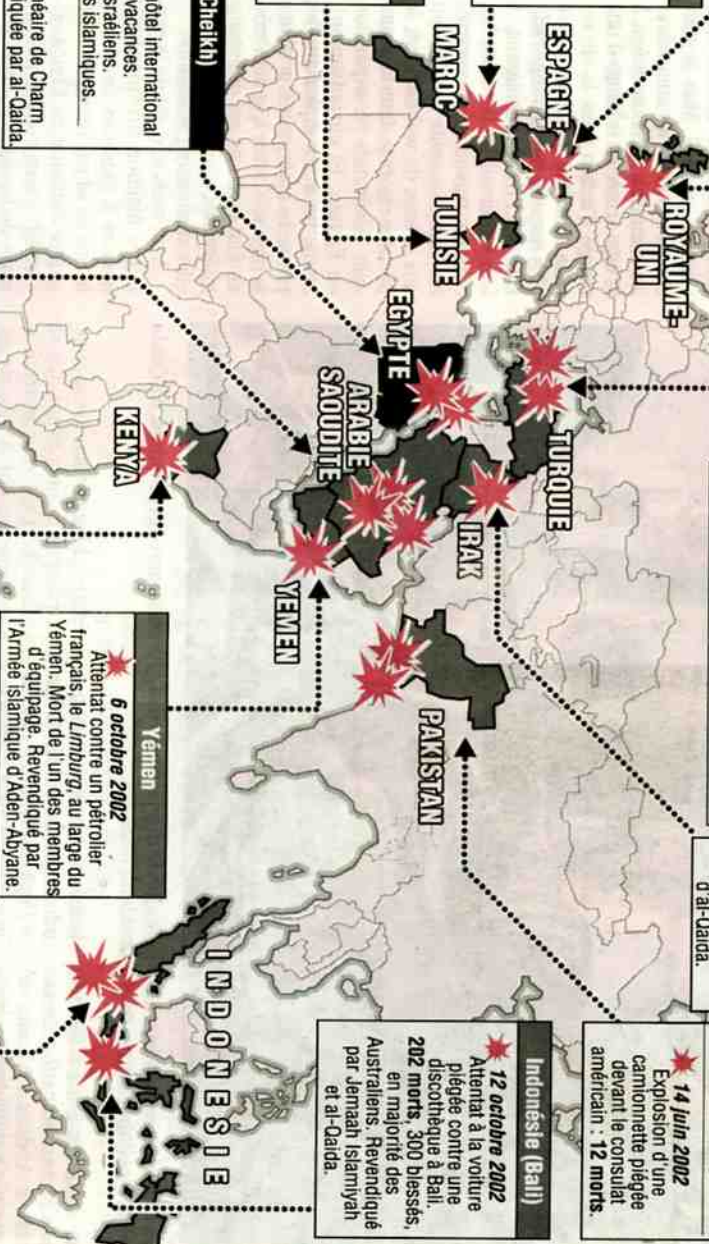 Cheikh)
hôtel international
vacances.
sraéliens.
s islamiques.
néaire de Charm
iquée par al-Qaida.
MAROC
ESPAGNE
ROYAUME-
UNI
TUNISIE
EGYPTE
TURQUIE
ARABIE
SAOUDITE
IRAK
KENYA
YEMEN
PAKISTAN
INDONESIE
d'al-Qaida.
14 juin 2002
Explosion d'une
camionnette piégée
devant le consulat
américain : 12 morts.
Yémen
6 octobre 2002
Attentat contre un pétrolier
français, le Limburg, au large du
Yémen. Mort de l'un des membres
d'équipage. Revendiqué par
l'Armée islamique d'Aden-Abyane.
Indonésie (Bali)
12 octobre 2002
Attentat à la voiture
piégée contre une
discothèque à Bali.
202 morts, 300 blessés,
en majorité des
Australiens. Revendiqué
par Jemaah Islamiyah
et al-Qaida.